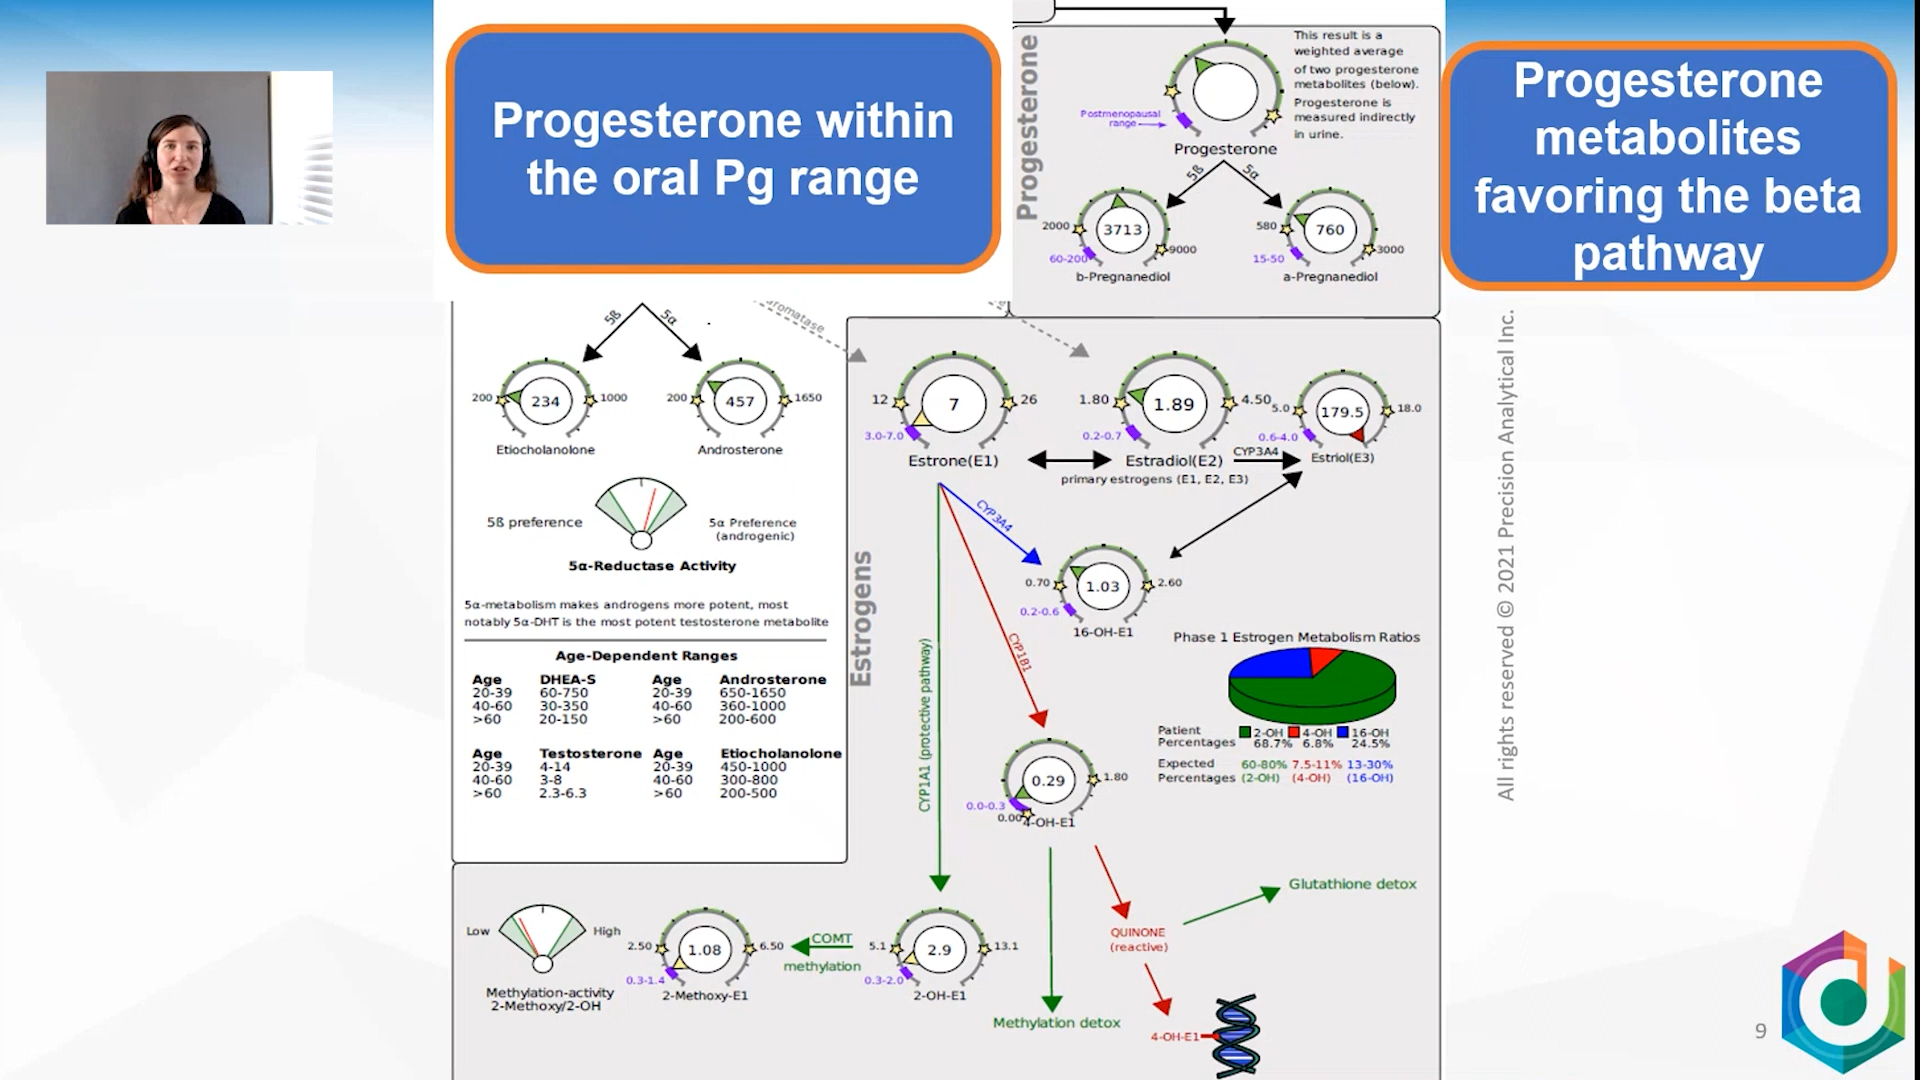 Progesterone within
the oral Pg range
Progesterone
metabolites
favoring the beta
pathway
Progesterone
This result is a
weighted average
of two progesterone
metabolites (below).
Progesterone is
measured indirectly
in urine.
Postmenopausal
range
Progesterone
5ß
5α
2000
3713
9000
60-200
b-Pregnanediol
580
760
3000
15-50
a-Pregnanediol
5ß
5α
aromatase
200
234
1000
Etiocholanolone
200
457
1650
Androsterone
5ß preference
5α Preference
(androgenic)
5α-Reductase Activity
5α-metabolism makes androgens more potent, most
notably 5α-DHT is the most potent testosterone metabolite
Age-Dependent Ranges
Age DHEA-S Age Androsterone
20-39 60-750 20-39 650-1650
40-60 30-350 40-60 360-1000
>60 20-150 >60 200-600
Age Testosterone Age Etiocholanolone
20-39 4-14 20-39 450-1000
40-60 3-8 40-60 300-800
>60 2.3-6.3 >60 200-500
Estrogens
12
7
26
3.0-7.0
Estrone(E1)
1.80
1.89
4.50
0.2-0.7
Estradiol(E2)
CYP3A4
5.0
179.5
18.0
0.6-4.0
Estriol(E3)
primary estrogens (E1, E2, E3)
CYP3A4
0.70
1.03
2.60
0.2-0.6
16-OH-E1
CYP1B1
CYP1A1 (protective pathway)
Phase 1 Estrogen Metabolism Ratios
Patient
Percentages
2-OH 4-OH 16-OH
68.7% 6.8% 24.5%
Expected
Percentages
60-80% 7.5-11% 13-30%
(2-OH) (4-OH) (16-OH)
0.29
1.80
0.0-0.3
0.00
4-OH-E1
Low
High
Methylation-activity
2-Methoxy/2-OH
2.50
1.08
6.50
0.3-1.4
2-Methoxy-E1
COMT
methylation
5.1
2.9
13.1
0.3-2.0
2-OH-E1
Glutathione detox
QUINONE
(reactive)
Methylation detox
4-OH-E1
All rights reserved © 2021 Precision Analytical Inc.
9